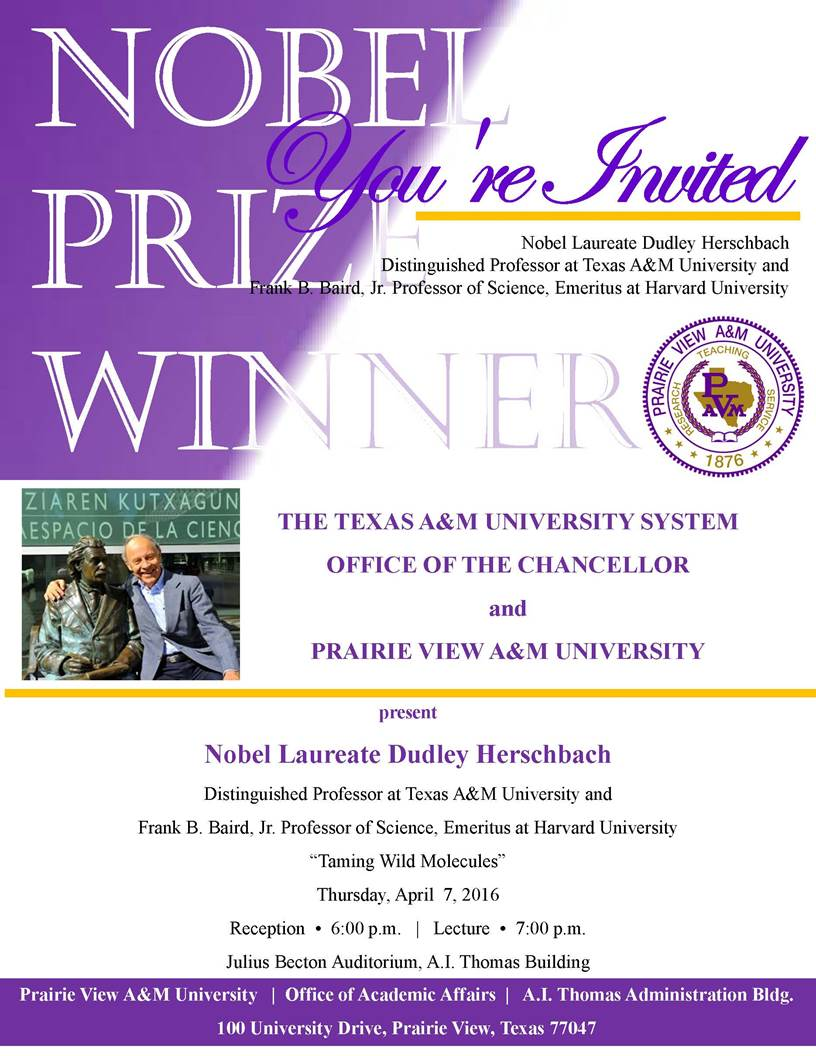 NOBEL
PRIZE
WINNER
You're Invited
Nobel Laureate Dudley Herschbach
Distinguished Professor at Texas A&M University and
Frank B. Baird, Jr. Professor of Science, Emeritus at Harvard University
PRAIRIE VIEW A&M UNIVERSITY
TEACHING
RESEARCH
SERVICE
PVAM
1876
ZIAREN KUTXAGUN
AESPACIO DE LA CIENC
THE TEXAS A&M UNIVERSITY SYSTEM
OFFICE OF THE CHANCELLOR
and
PRAIRIE VIEW A&M UNIVERSITY
present
Nobel Laureate Dudley Herschbach
Distinguished Professor at Texas A&M University and
Frank B. Baird, Jr. Professor of Science, Emeritus at Harvard University
“Taming Wild Molecules”
Thursday, April 7, 2016
Reception • 6:00 p.m. | Lecture • 7:00 p.m.
Julius Becton Auditorium, A.I. Thomas Building
Prairie View A&M University | Office of Academic Affairs | A.I. Thomas Administration Bldg.
100 University Drive, Prairie View, Texas 77047